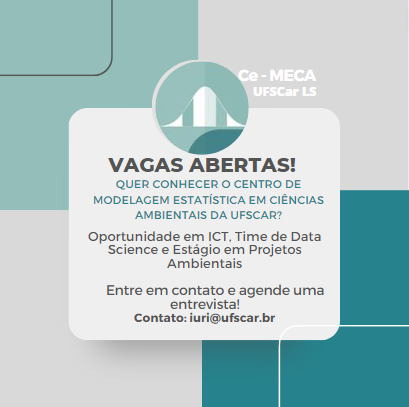 Ce - MECA
UFSCar LS
VAGAS ABERTAS!
QUER CONHECER O CENTRO DE
MODELAGEM ESTATÍSTICA EM CIÊNCIAS
AMBIENTAIS DA UFSCAR?
Oportunidade em ICT, Time de Data
Science e Estágio em Projetos
Ambientais
Entre em contato e agende uma
entrevista!
Contato: iuri@ufscar.br